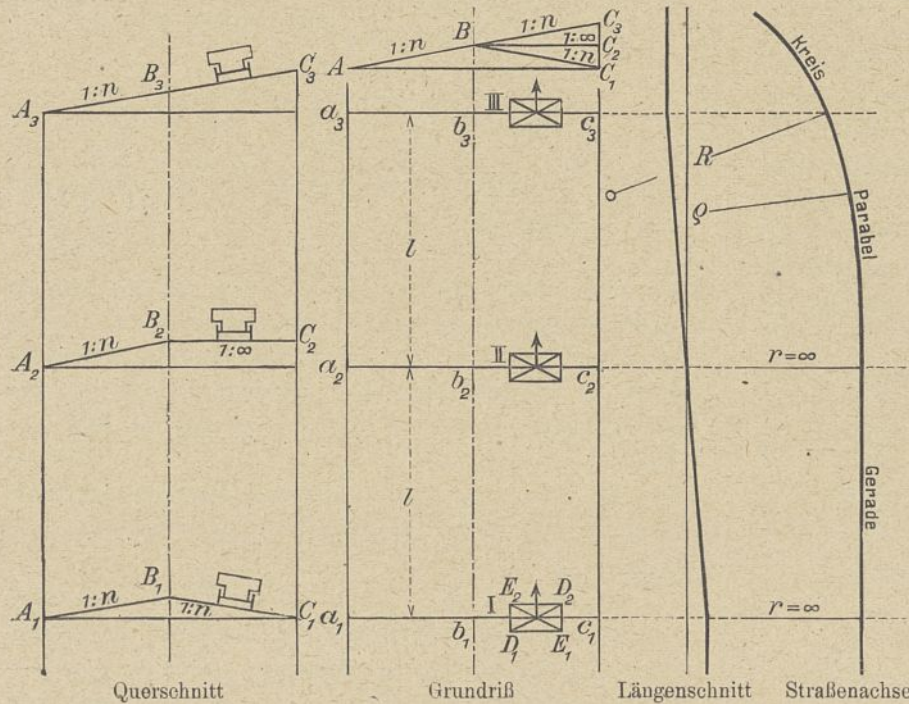 1:n
C₃
B
1:n
1:∞
C₂
1:n
A
C₁
B₃
1:n
C₃
A₃
a₃
III
b₃
c₃
Kreis
R
ϱ
Parabel
l
B₂
1:n
C₂
1:∞
A₂
a₂
II
b₂
c₂
r=∞
l
Gerade
B₁
1:n
1:n
A₁
C₁
a₁
I
E₂
D₂
b₁
D₁
E₁
c₁
r=∞
Querschnitt
Grundriß
Längenschnitt
Straßenachse